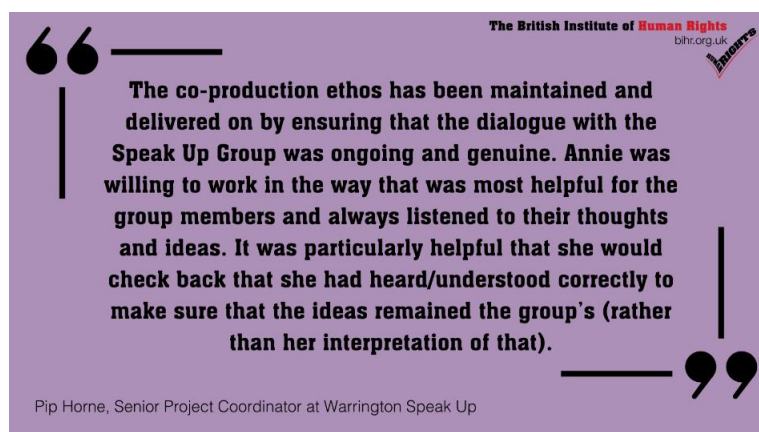 The British Institute of Human Rights
bihr.org.uk
The co-production ethos has been maintained and
delivered on by ensuring that the dialogue with the
Speak Up Group was ongoing and genuine. Annie was
willing to work in the way that was most helpful for the
group members and always listened to their thoughts
and ideas. It was particularly helpful that she would
check back that she had heard/understood correctly to
make sure that the ideas remained the group's (rather
than her interpretation of that).
Pip Horne, Senior Project Coordinator at Warrington Speak Up